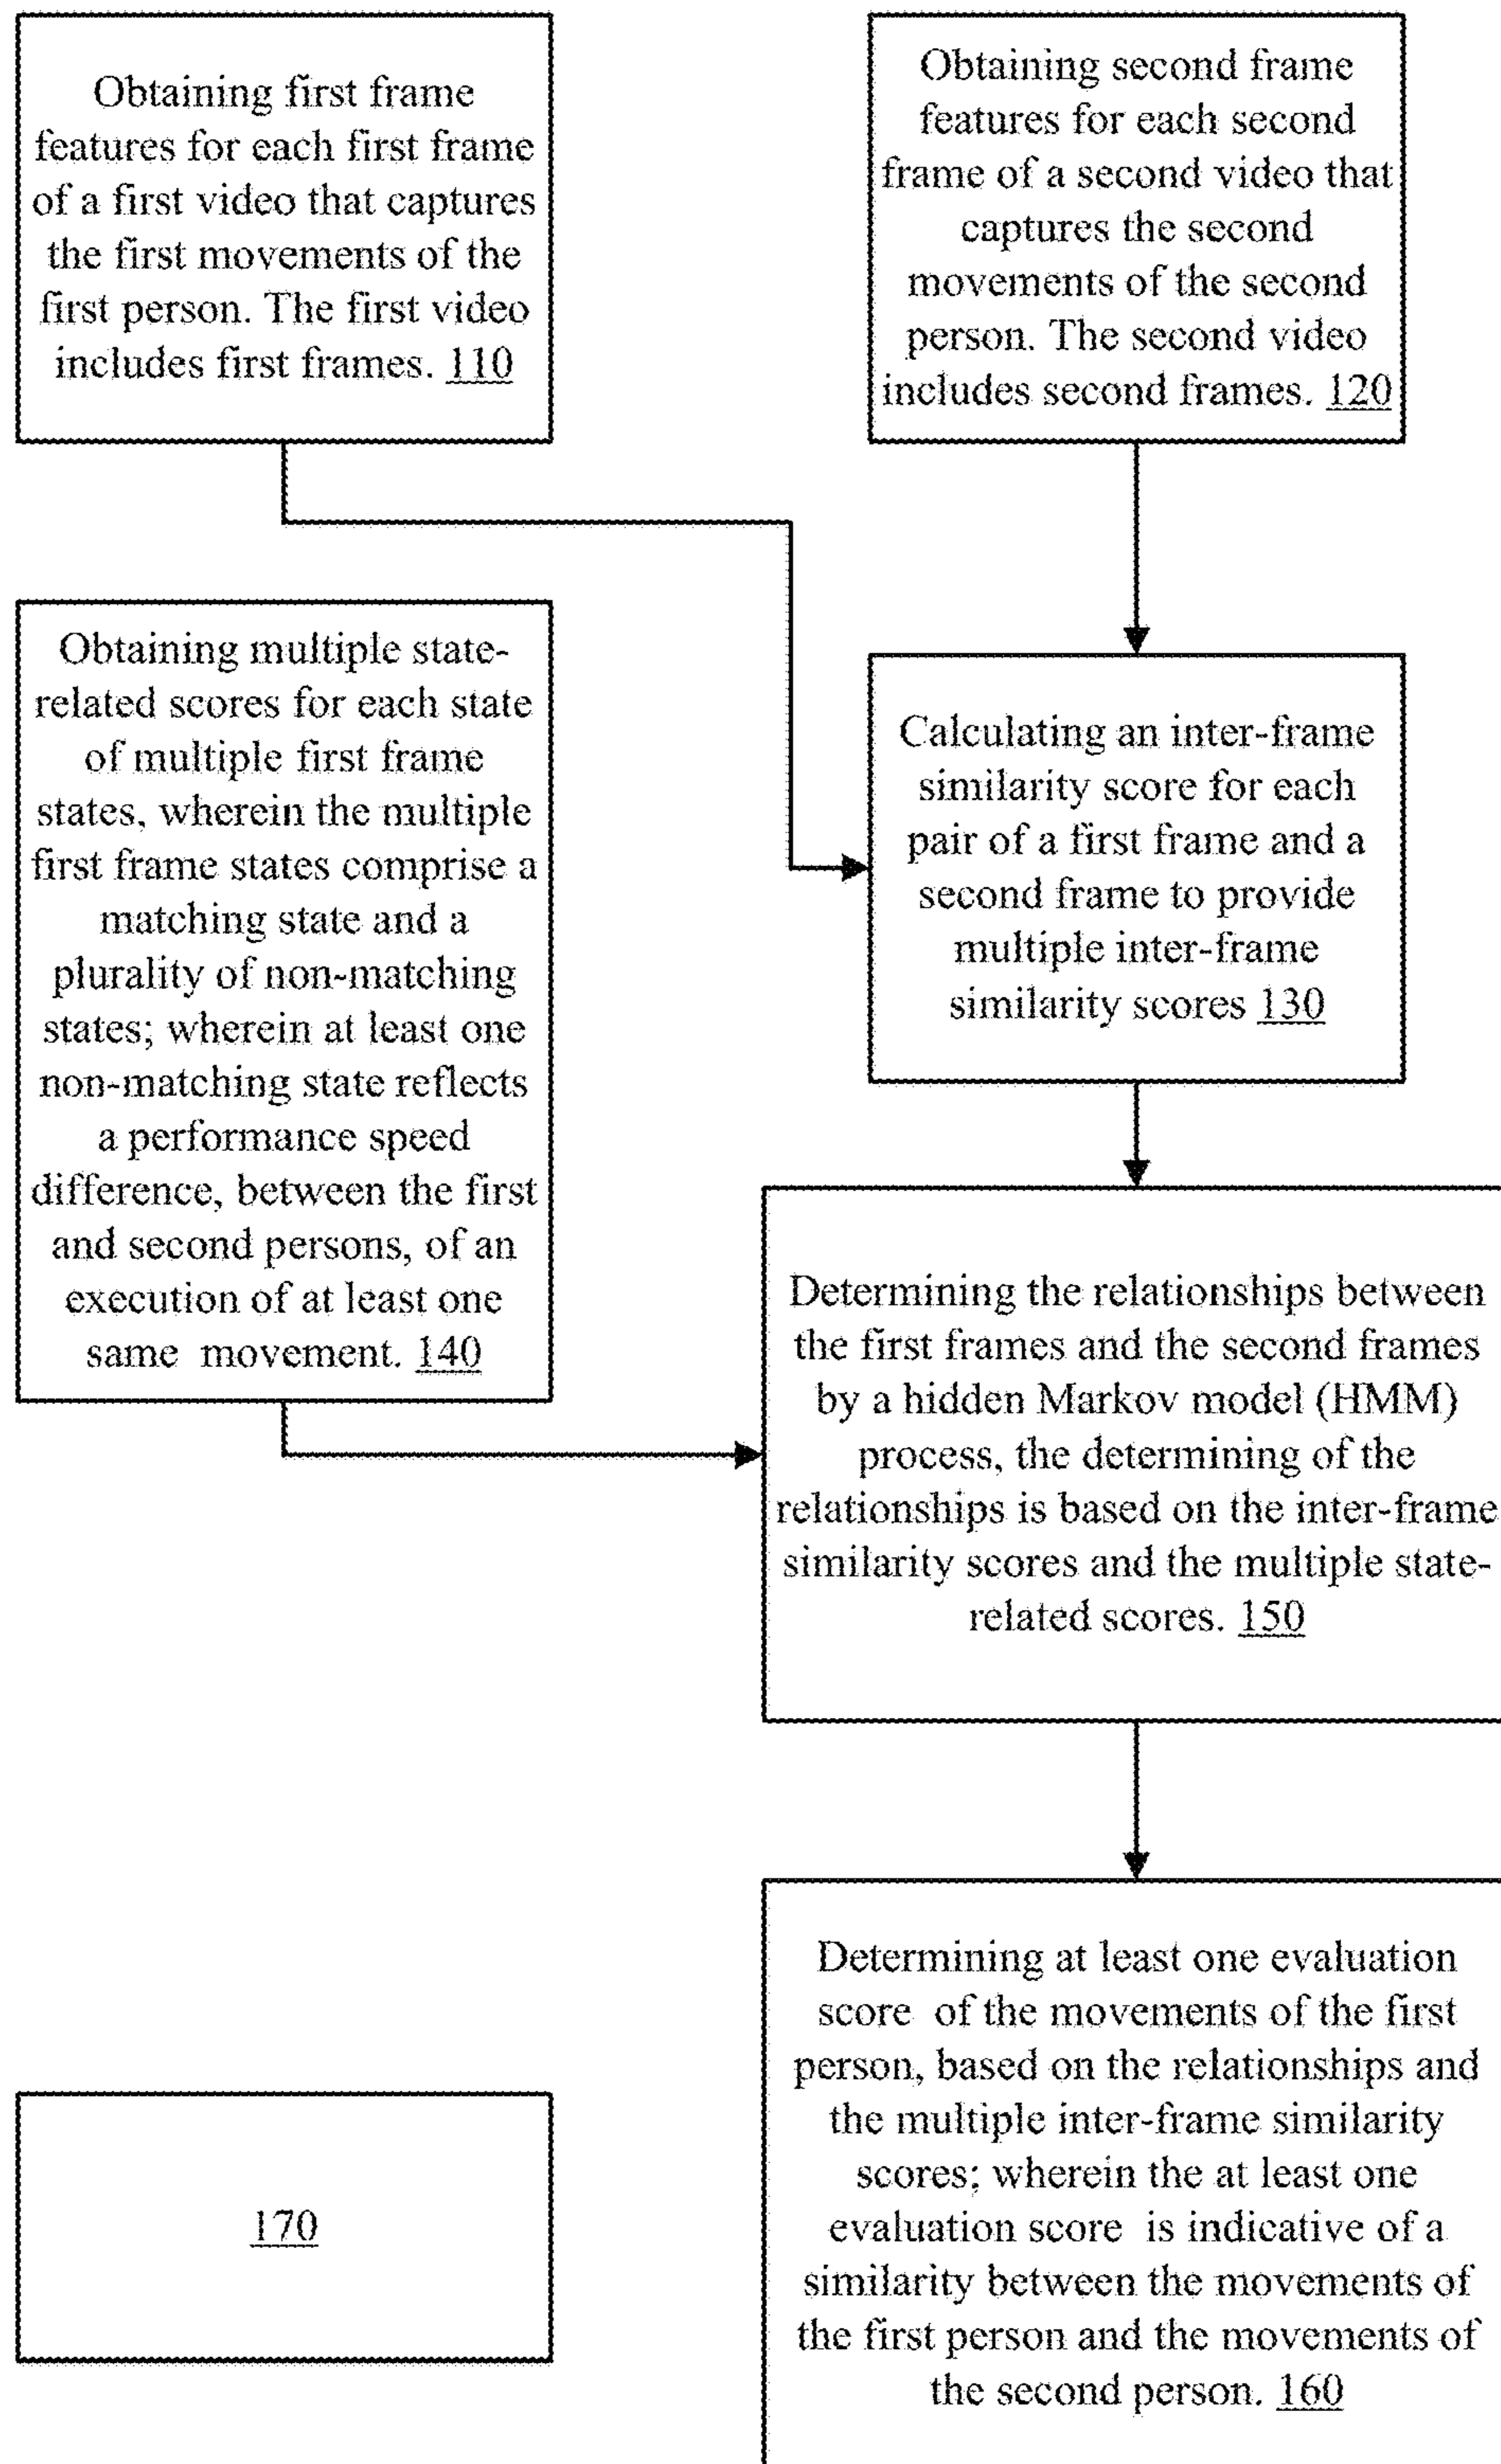 Obtaining first frame
features for each first frame
of a first video that captures
the first movements of the
first person. The first video
includes first frames. 110
Obtaining second frame
features for each second
frame of a second video that
captures the second
movements of the second
person. The second video
includes second frames. 120
Obtaining multiple state-
related scores for each state
of multiple first frame
states, wherein the multiple
first frame states comprise a
matching state and a
plurality of non-matching
states; wherein at least one
non-matching state reflects
a performance speed
difference, between the first
and second persons, of an
execution of at least one
same movement. 140
Calculating an inter-frame
similarity score for each
pair of a first frame and a
second frame to provide
multiple inter-frame
similarity scores 130
Determining the relationships between
the first frames and the second frames
by a hidden Markov model (HMM)
process, the determining of the
relationships is based on the inter-frame
similarity scores and the multiple state-
related scores. 150
Determining at least one evaluation
score of the movements of the first
person, based on the relationships and
the multiple inter-frame similarity
scores; wherein the at least one
evaluation score is indicative of a
similarity between the movements of
the first person and the movements of
the second person. 160
170